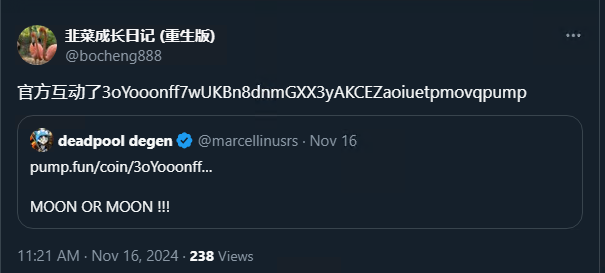 韭菜成长日记 (重生版)
@bocheng888
官方互动了3oYooonff7wUKBn8dnmGXX3yAKCEZaoiuetpmovqpump
deadpool degen @marcellinusrs · Nov 16
pump.fun/coin/3oYooonff...
MOON OR MOON !!!
11:21 AM · Nov 16, 2024 · 238 Views